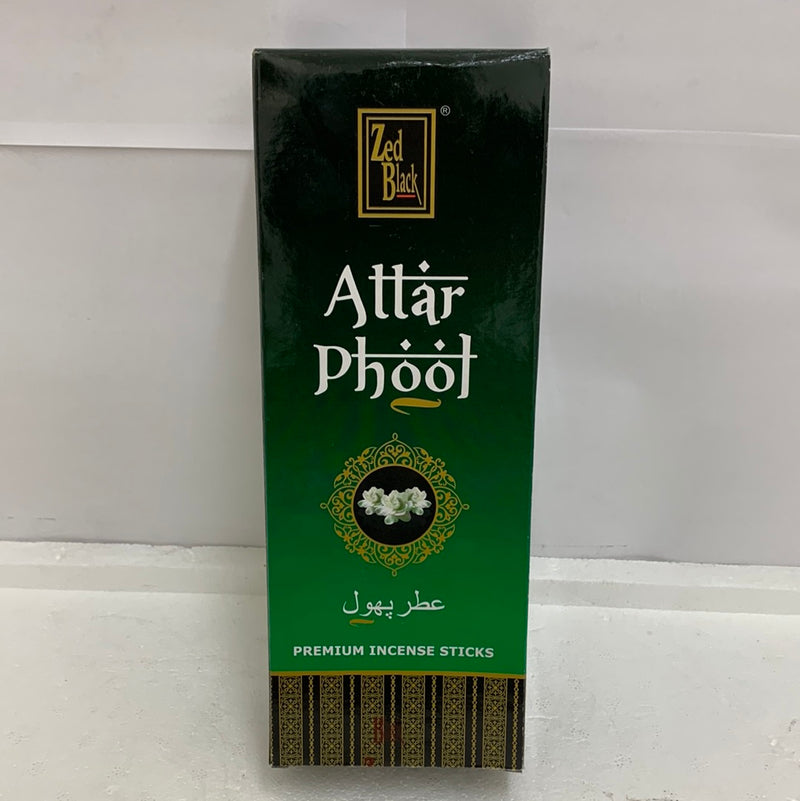 Zed
Black
®
Attar
Phool
عطر پھول
PREMIUM INCENSE STICKS